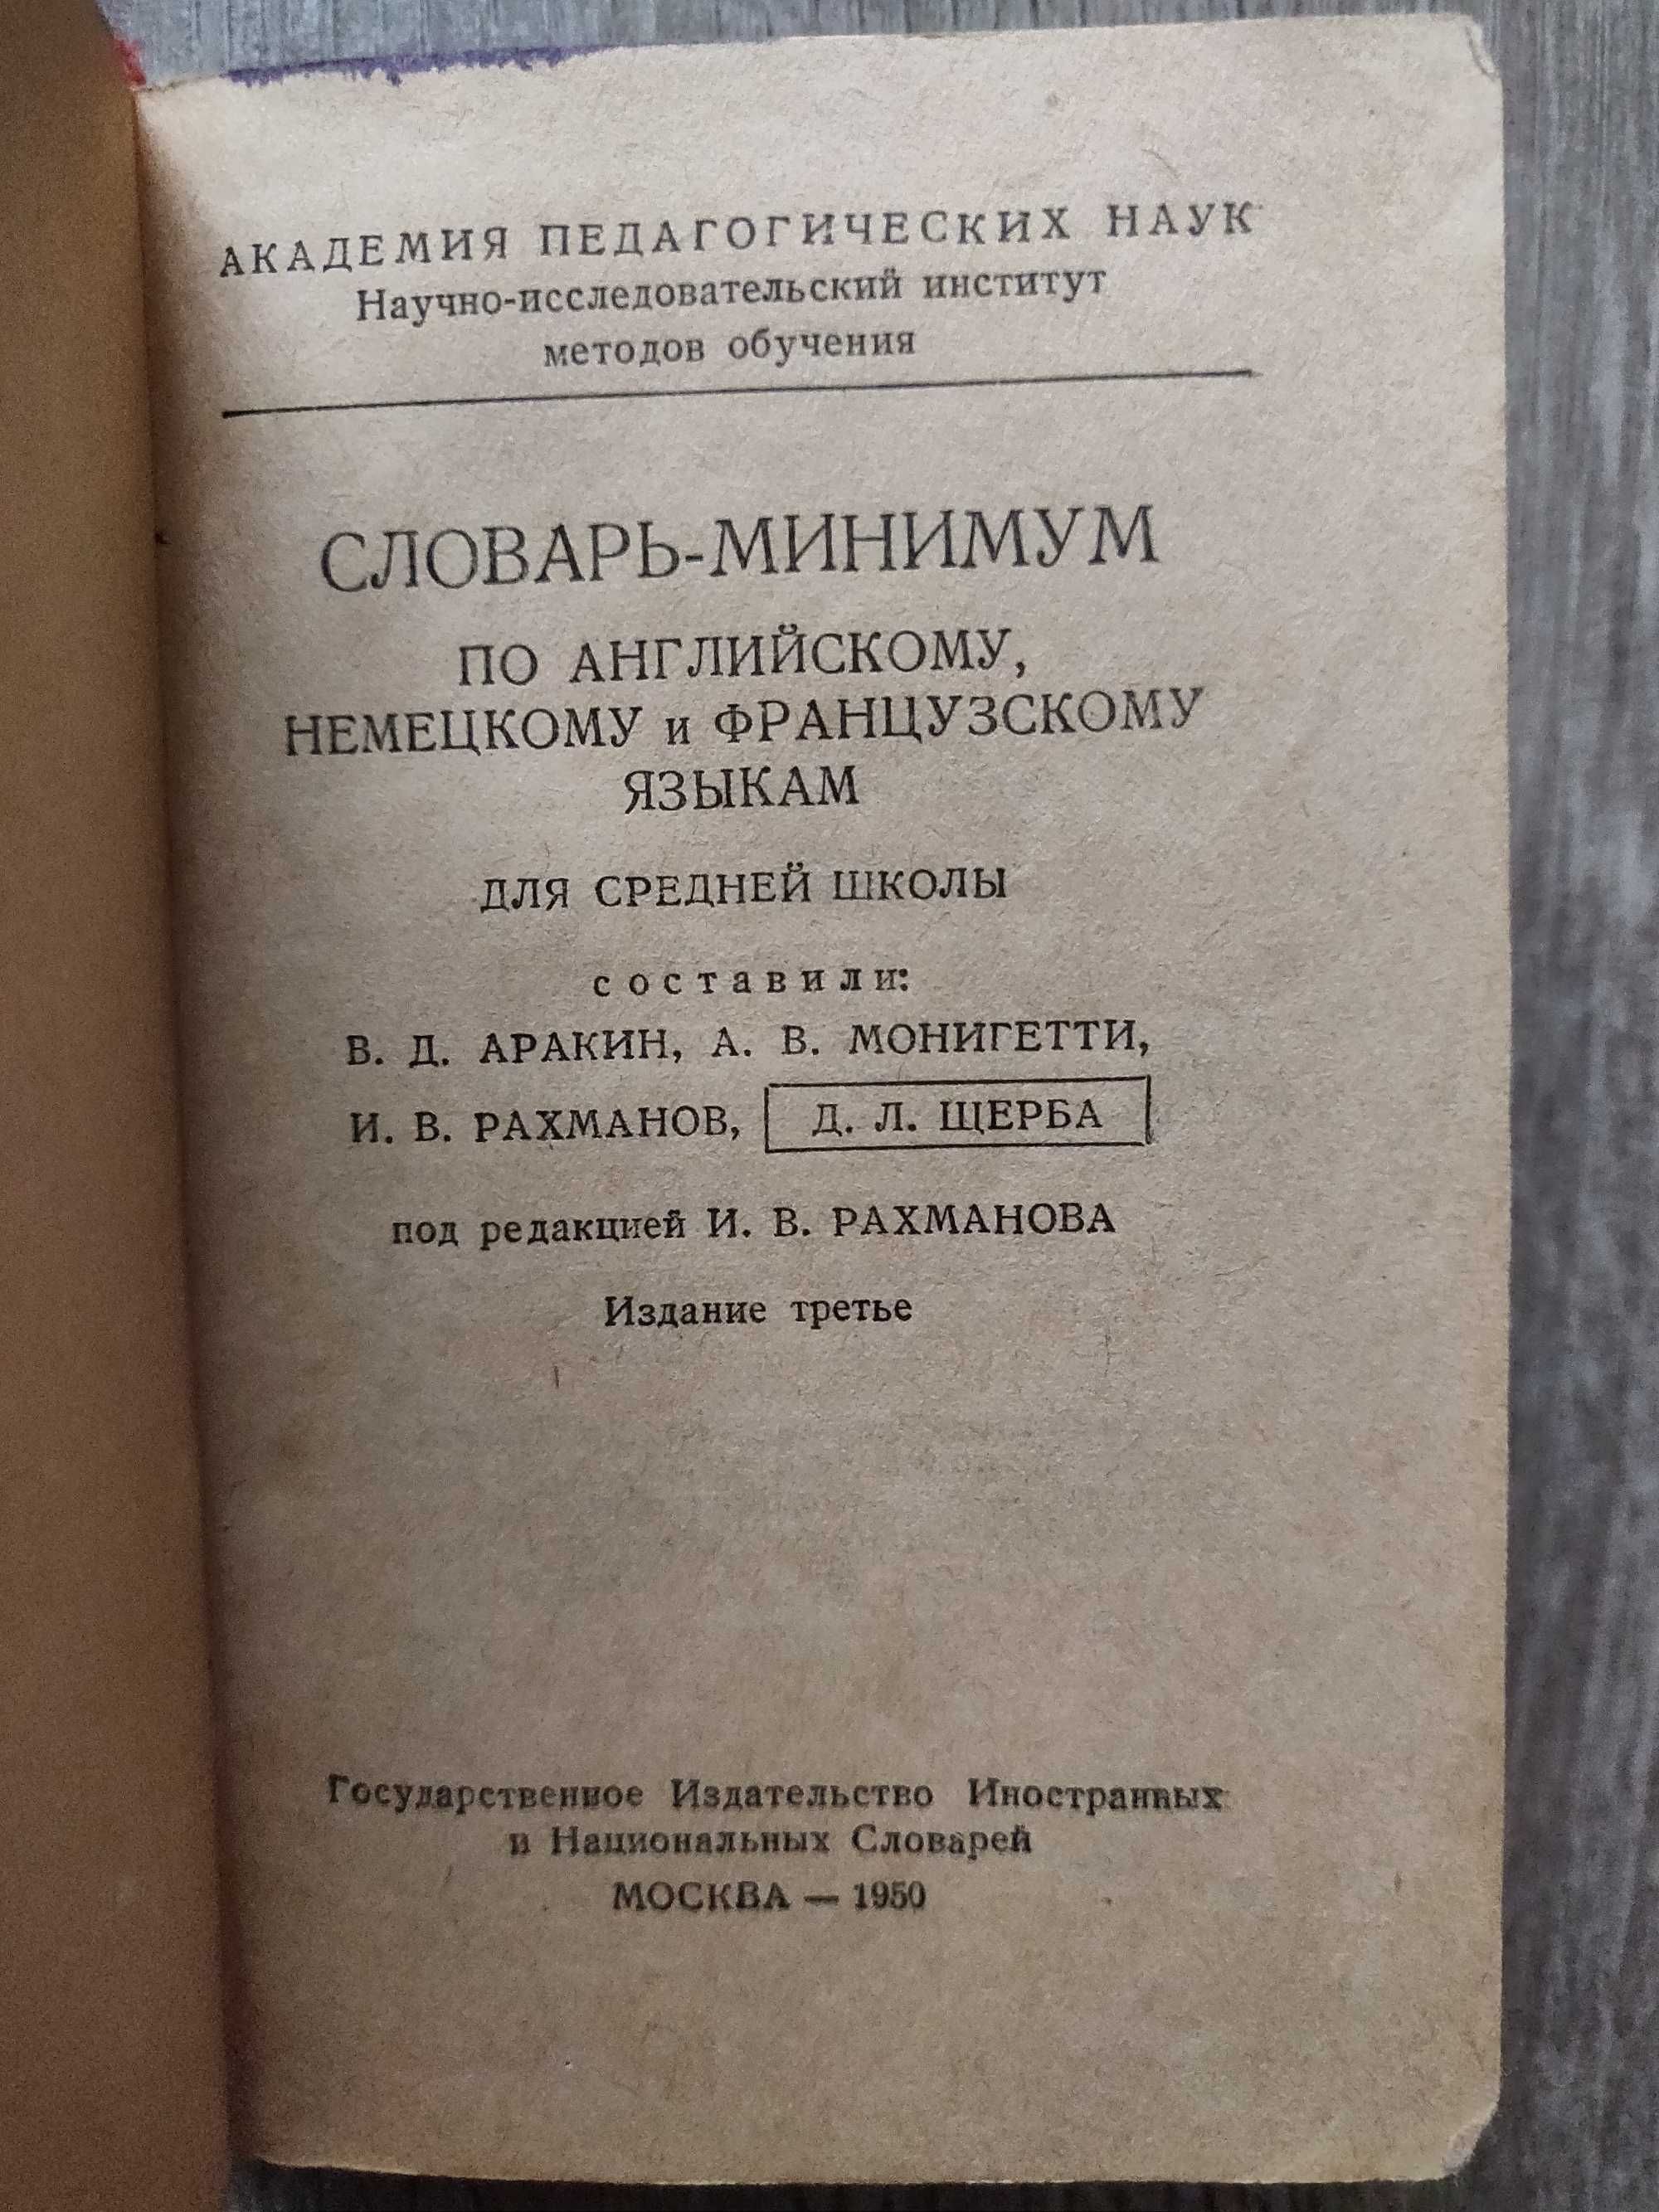 АКАДЕМИЯ ПЕДАГОГИЧЕСКИХ НАУК
Научно-исследовательский институт
методов обучения
СЛОВАРЬ-МИНИМУМ
ПО АНГЛИЙСКОМУ,
НЕМЕЦКОМУ и ФРАНЦУЗСКОМУ
ЯЗЫКАМ
ДЛЯ СРЕДНЕЙ ШКОЛЫ
составили:
В. Д. АРАКИН, А. В. МОНИГЕТТИ,
И. В. РАХМАНОВ, Д. Л. ЩЕРБА
под редакцией И. В. РАХМАНОВА
Издание третье
Государственное Издательство Иностранных
и Национальных Словарей
МОСКВА — 1950